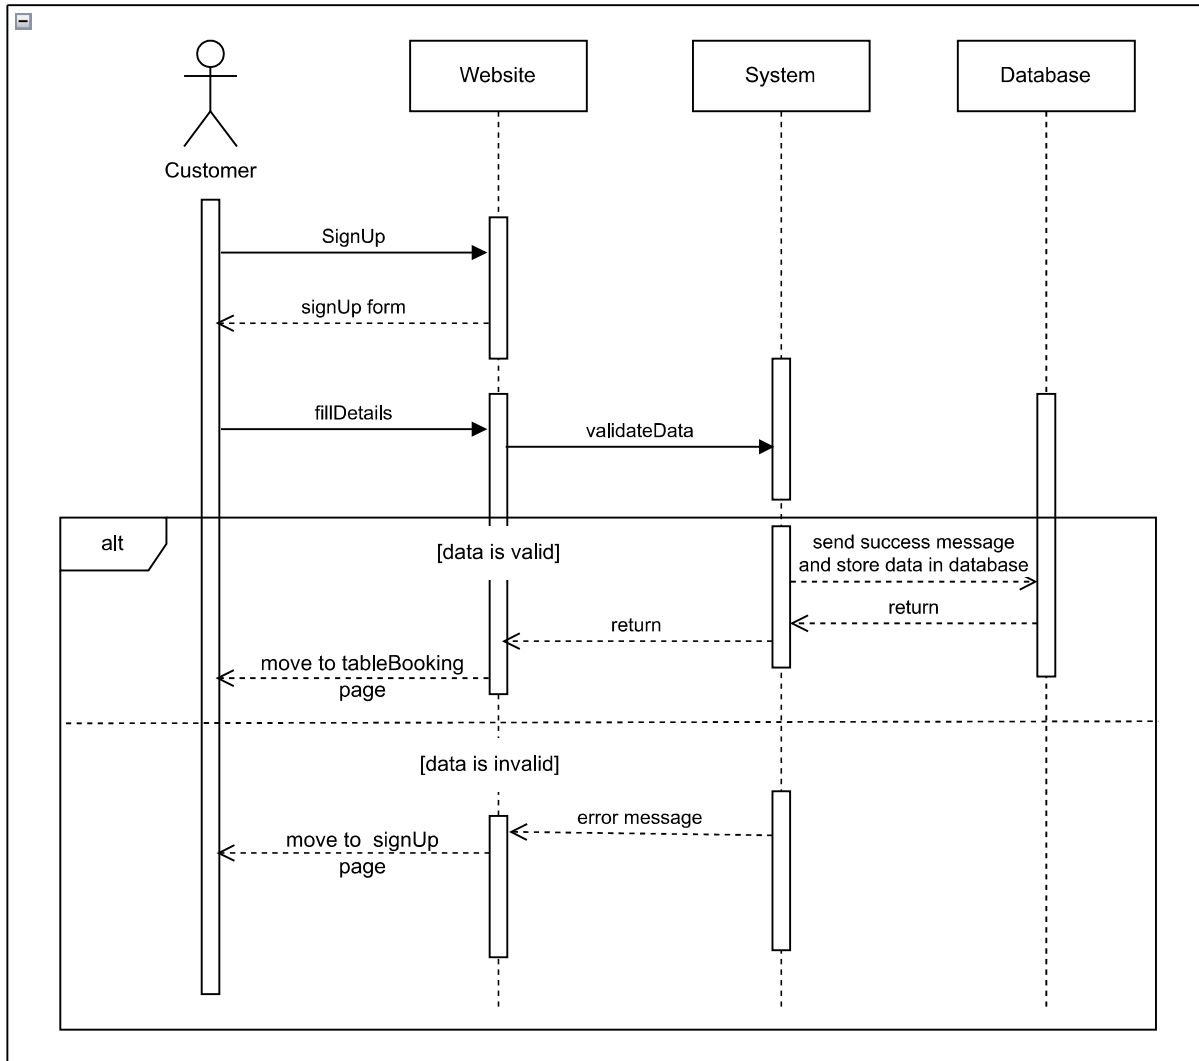 Website
System
Database
Customer
SignUp
signUp form
fillDetails
validateData
alt
[data is valid]
send success message
and store data in database
return
return
move to tableBooking
page
[data is invalid]
error message
move to  signUp
page